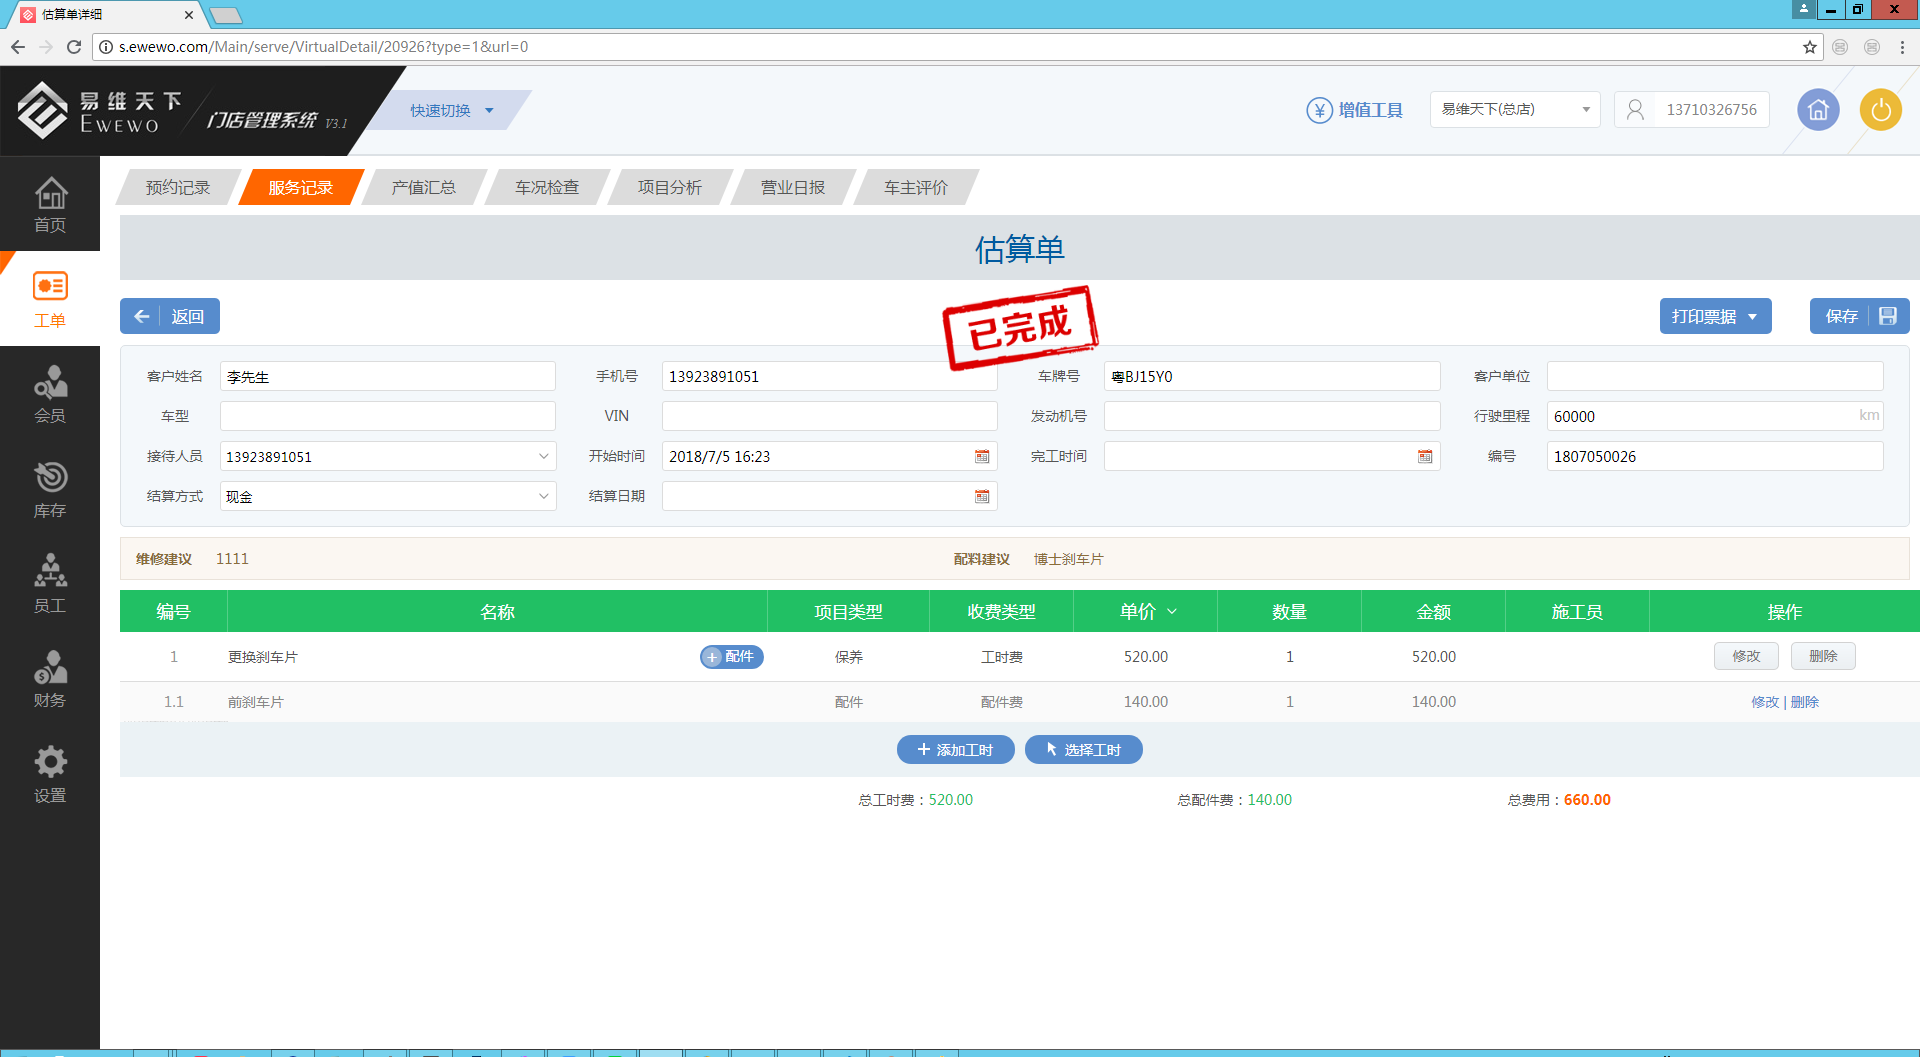 估算单详细
s.ewewo.com/Main/serve/VirtualDetail/20926?type=1&url=0
易维天下
EWEWO
门店管理系统 V3.1
快速切换
增值工具
易维天下(总店)
13710326756
首页
工单
会员
库存
员工
财务
设置
预约记录 服务记录 产值汇总 车况检查 项目分析 营业日报 车主评价
估算单
返回
已完成
打印票据
保存
客户姓名 李先生 手机号 13923891051 车牌号 粤BJ15Y0 客户单位
车型 VIN 发动机号 行驶里程 60000 km
接待人员 13923891051 开始时间 2018/7/5 16:23 完工时间 编号 1807050026
结算方式 现金 结算日期
维修建议 1111 配料建议 博士刹车片
编号 名称 项目类型 收费类型 单价 数量 金额 施工员 操作
1 更换刹车片 + 配件 保养 工时费 520.00 1 520.00 修改 删除
1.1 前刹车片 配件 配件费 140.00 1 140.00 修改 | 删除
+ 添加工时 选择工时
总工时费：520.00 总配件费：140.00 总费用：660.00